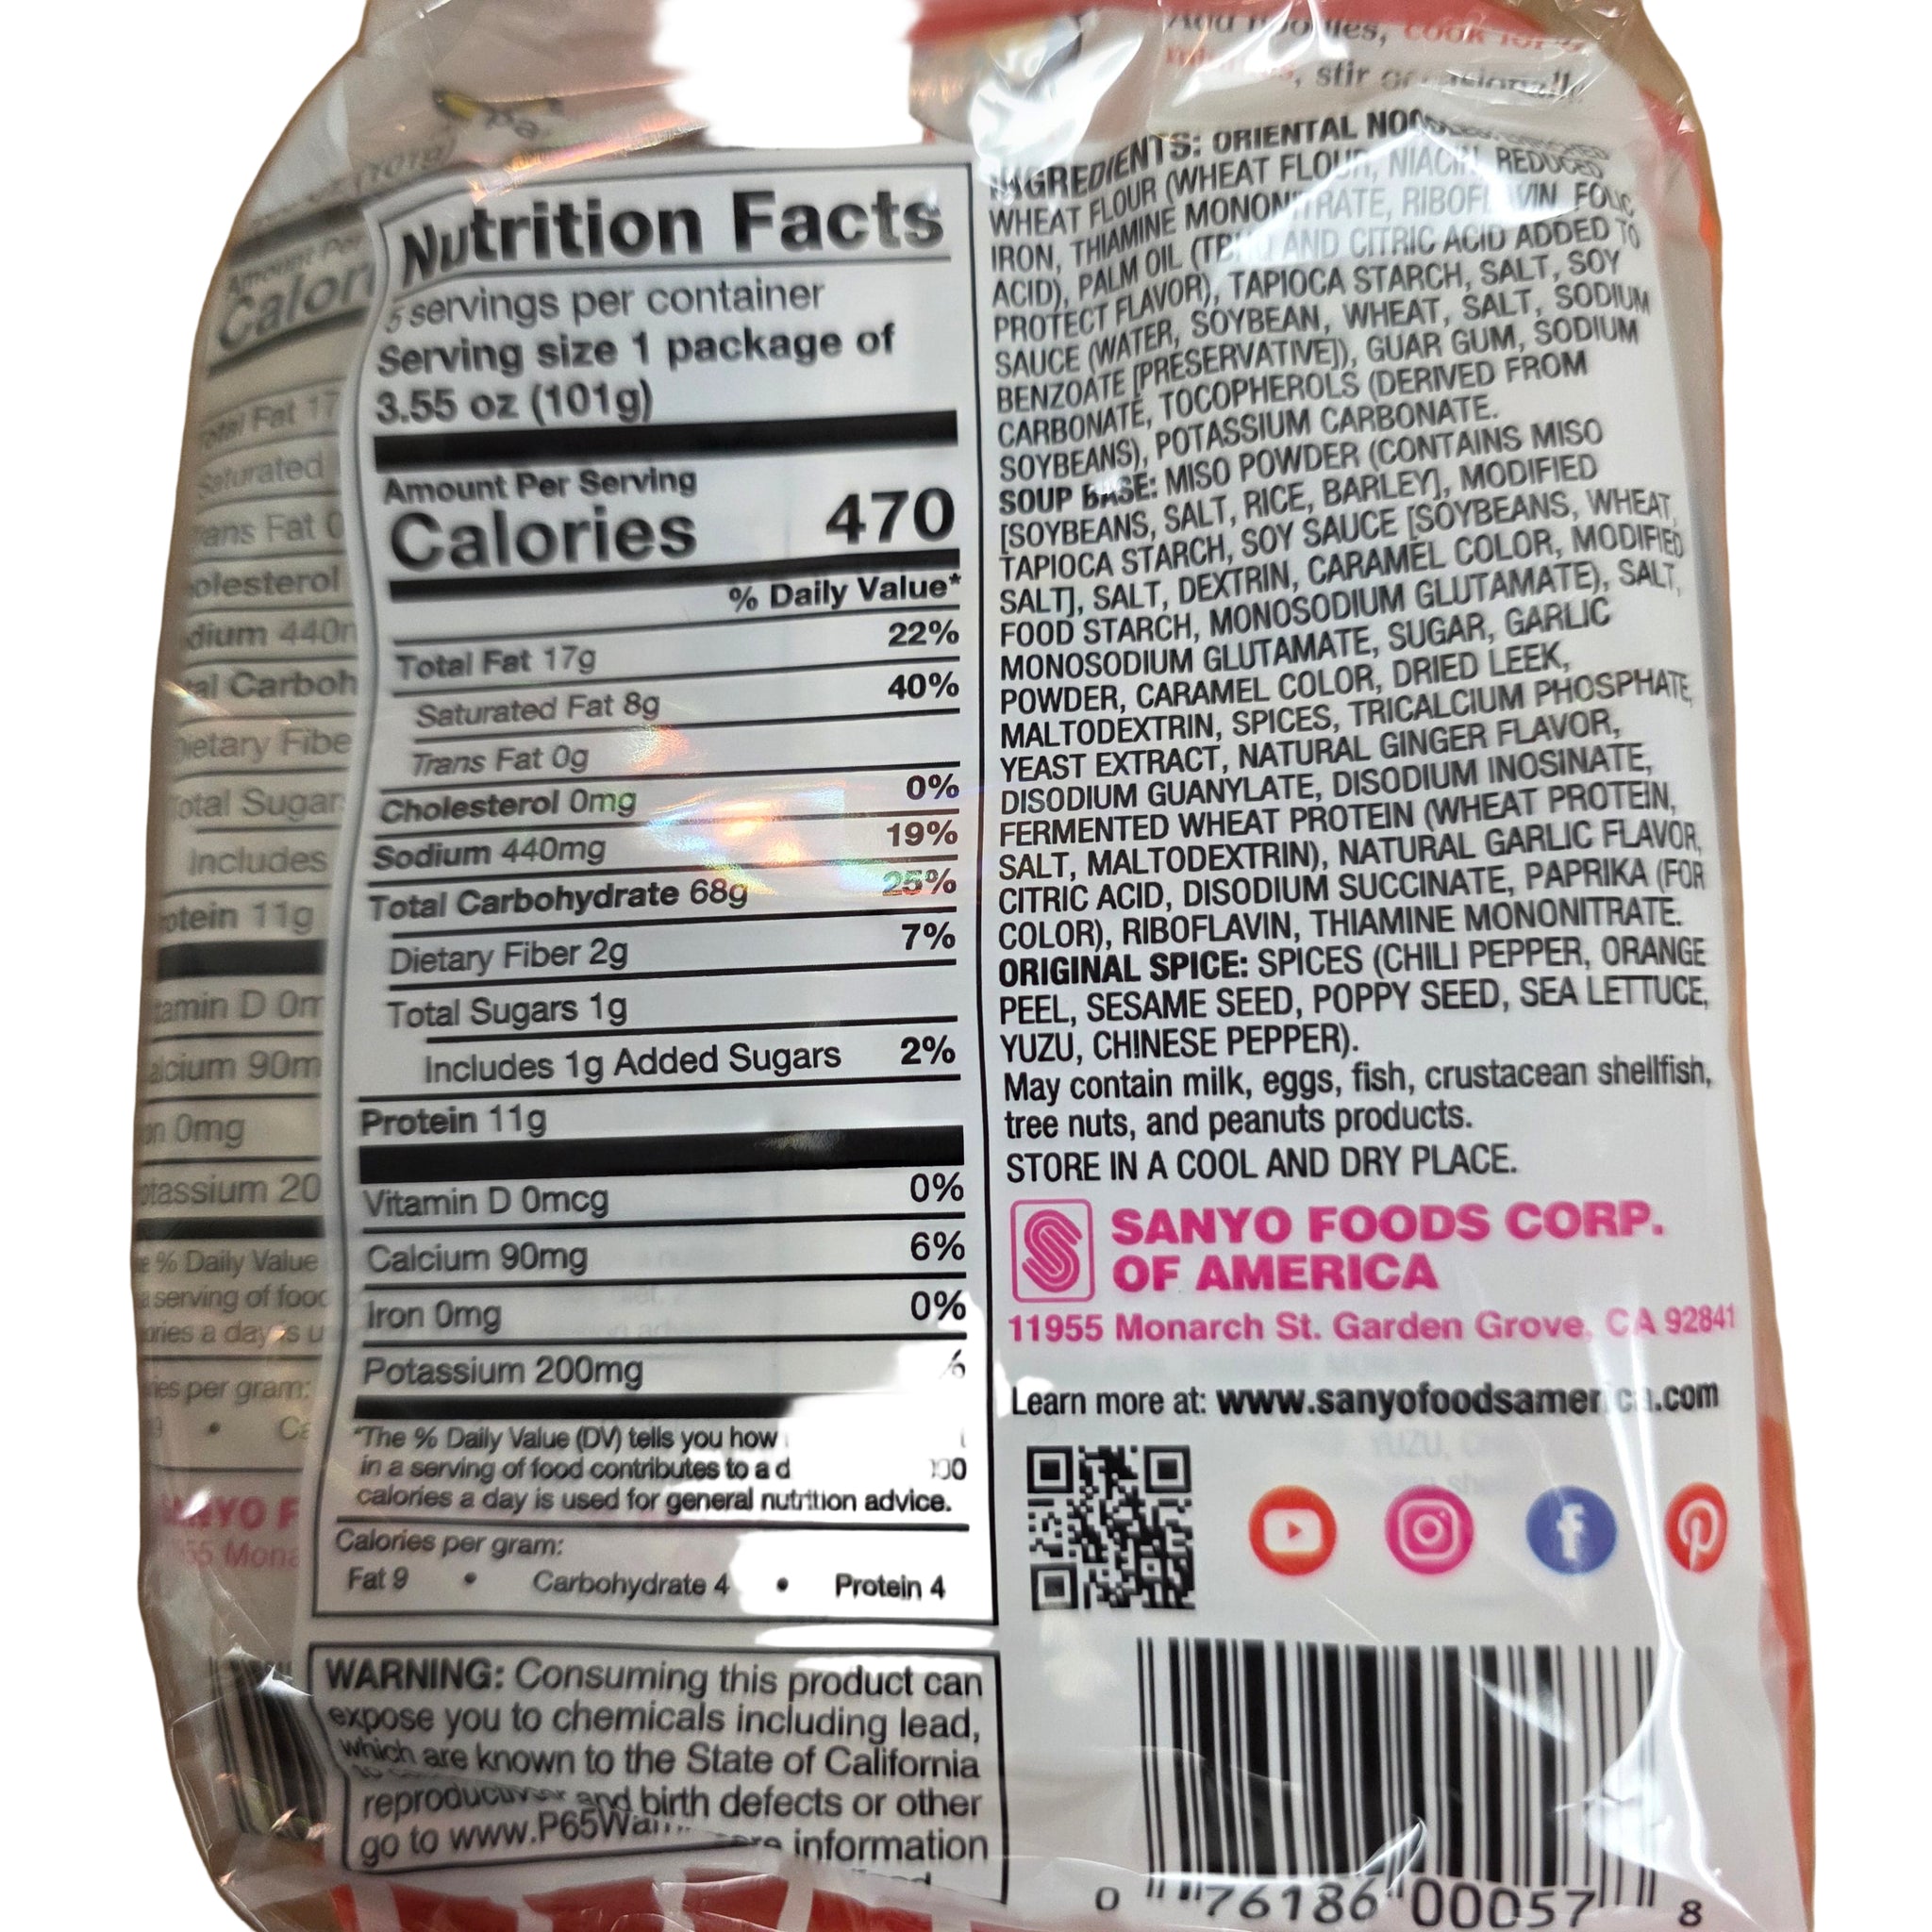 Nutrition Facts
5 servings per container
Serving size 1 package of
3.55 oz (101g)
Amount Per Serving
Calories 470
% Daily Value*
Total Fat 17g 22%
Saturated Fat 8g 40%
Trans Fat 0g
Cholesterol 0mg 0%
Sodium 440mg 19%
Total Carbohydrate 68g 25%
Dietary Fiber 2g 7%
Total Sugars 1g
Includes 1g Added Sugars 2%
Protein 11g
Vitamin D 0mcg 0%
Calcium 90mg 6%
Iron 0mg 0%
Potassium 200mg
*The % Daily Value (DV) tells you how
in a serving of food contributes to a d
calories a day is used for general nutrition advice.
Calories per gram:
Fat 9 • Carbohydrate 4 • Protein 4
WARNING: Consuming this product can
expose you to chemicals including lead,
which are known to the State of California
and birth defects or other
go to www.P65Wa information
stir
INGREDIENTS: ORIENTAL
WHEAT FLOUR (WHEAT FLOUR, NIACIN, REDUCED
IRON, THIAMINE MONONITRATE, RIBOFLAVIN, FOLIC
ACID), PALM OIL (TBHQ AND CITRIC ACID ADDED TO
PROTECT FLAVOR), TAPIOCA STARCH, SALT, SOY
SAUCE (WATER, SOYBEAN, WHEAT, SALT, SODIUM
BENZOATE [PRESERVATIVE]), GUAR GUM, SODIUM
CARBONATE, TOCOPHEROLS (DERIVED FROM
SOYBEANS), POTASSIUM CARBONATE.
SOUP BASE: MISO POWDER (CONTAINS MISO
[SOYBEANS, SALT, RICE, BARLEY], MODIFIED
TAPIOCA STARCH, SOY SAUCE [SOYBEANS, WHEAT,
SALT], SALT, DEXTRIN, CARAMEL COLOR, MODIFIED
FOOD STARCH, MONOSODIUM GLUTAMATE), SALT,
MONOSODIUM GLUTAMATE, SUGAR, GARLIC
POWDER, CARAMEL COLOR, DRIED LEEK,
MALTODEXTRIN, SPICES, TRICALCIUM PHOSPHATE,
YEAST EXTRACT, NATURAL GINGER FLAVOR,
DISODIUM GUANYLATE, DISODIUM INOSINATE,
FERMENTED WHEAT PROTEIN (WHEAT PROTEIN,
SALT, MALTODEXTRIN), NATURAL GARLIC FLAVOR,
CITRIC ACID, DISODIUM SUCCINATE, PAPRIKA (FOR
COLOR), RIBOFLAVIN, THIAMINE MONONITRATE.
ORIGINAL SPICE: SPICES (CHILI PEPPER, ORANGE
PEEL, SESAME SEED, POPPY SEED, SEA LETTUCE,
YUZU, CHINESE PEPPER).
May contain milk, eggs, fish, crustacean shellfish,
tree nuts, and peanuts products.
STORE IN A COOL AND DRY PLACE.
SANYO FOODS CORP.
OF AMERICA
11955 Monarch St. Garden Grove, CA 92841
Learn more at: www.sanyofoodsamerica.com
0 76186 00057 8